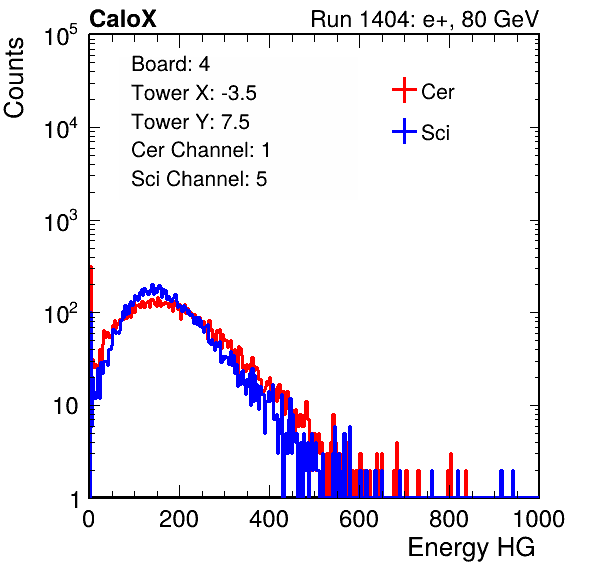 CaloX Run 1404: e+, 80 GeV
Counts
10^5
10^4
10^3
10^2
10
1
Board: 4
Tower X: -3.5
Tower Y: 7.5
Cer Channel: 1
Sci Channel: 5
Cer
Sci
0 200 400 600 800 1000
Energy HG